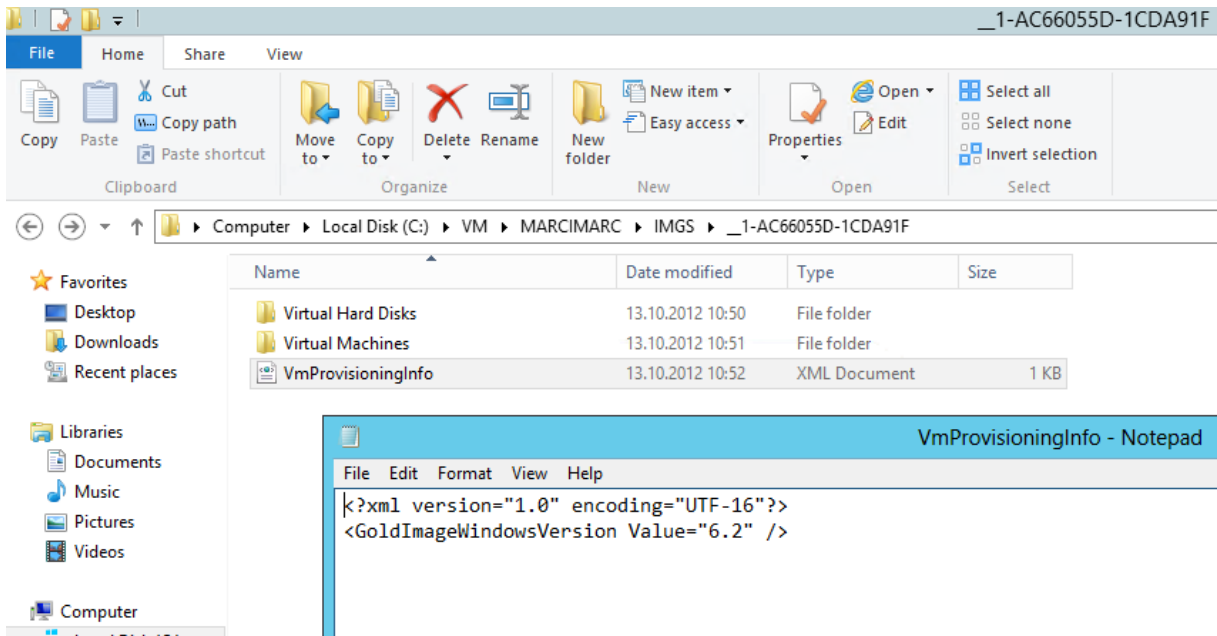 __1-AC66055D-1CDA91F
File Home Share View
Copy
Paste
Cut
Copy path
Paste shortcut
Clipboard
Move to
Copy to
Delete
Rename
Organize
New folder
New item
Easy access
New
Properties
Open
Edit
Open
Select all
Select none
Invert selection
Select
Computer Local Disk (C:) VM MARCIMARC IMGS __1-AC66055D-1CDA91F
Favorites
Desktop
Downloads
Recent places
Libraries
Documents
Music
Pictures
Videos
Computer
Name Date modified Type Size
Virtual Hard Disks 13.10.2012 10:50 File folder
Virtual Machines 13.10.2012 10:51 File folder
VmProvisioningInfo 13.10.2012 10:52 XML Document 1 KB
VmProvisioningInfo - Notepad
File Edit Format View Help
<?xml version="1.0" encoding="UTF-16"?>
<GoldImageWindowsVersion Value="6.2" />